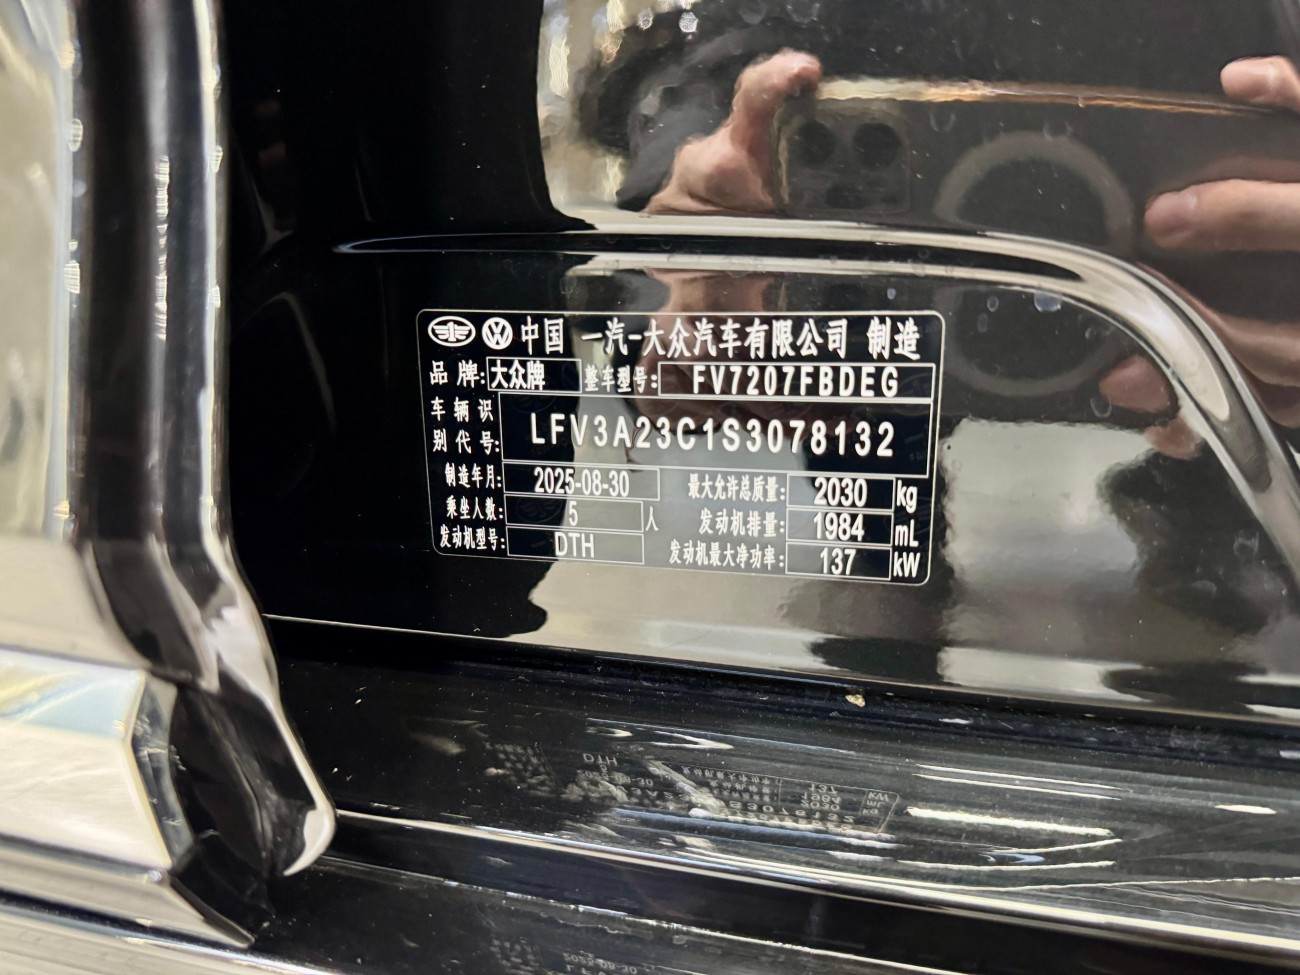 中国 一汽-大众汽车有限公司 制造
品 牌: 大众牌 整车型号: FV7207FBDEG
车辆识别代号: LFV3A23C1S3078132
制造年月: 2025-08-30 最大允许总质量: 2030 kg
乘坐人数: 5 人 发动机排量: 1984 mL
发动机型号: DTH 发动机最大净功率: 137 kW